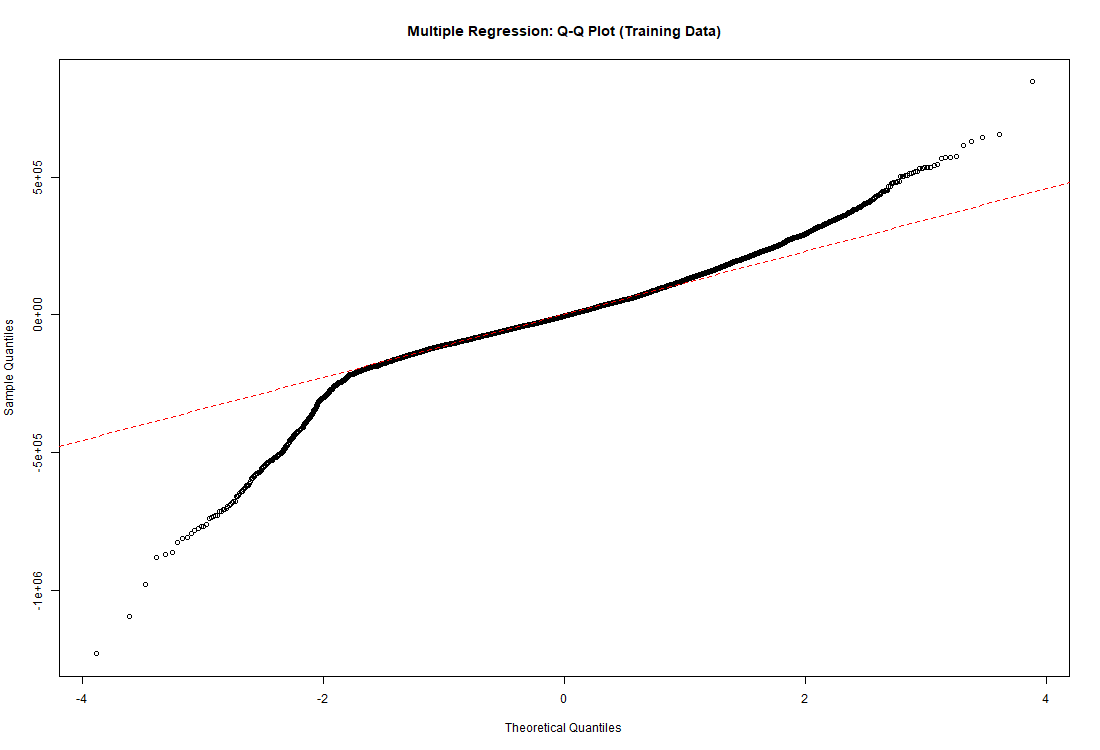 Multiple Regression: Q-Q Plot (Training Data)
5e+05
0e+00
-5e+05
-1e+06
Sample Quantiles
-4
-2
0
2
4
Theoretical Quantiles